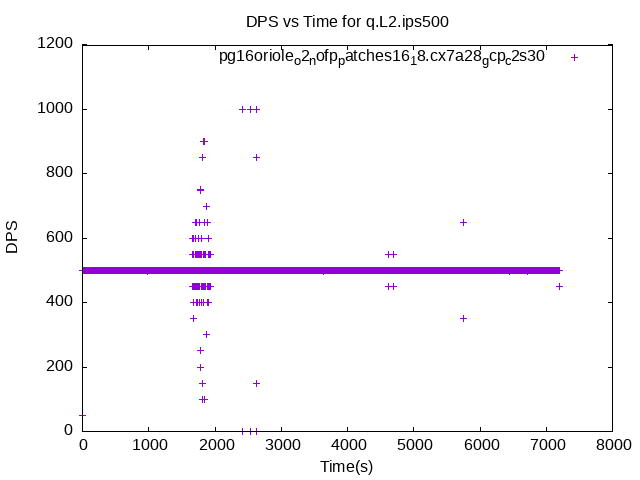 DPS vs Time for q.L2.ips500
pg16oriole_o2_nofp_patches16_18.cx7a28_gcp_c2s30
1200
1000
800
600
400
200
0
DPS
0 1000 2000 3000 4000 5000 6000 7000 8000
Time(s)